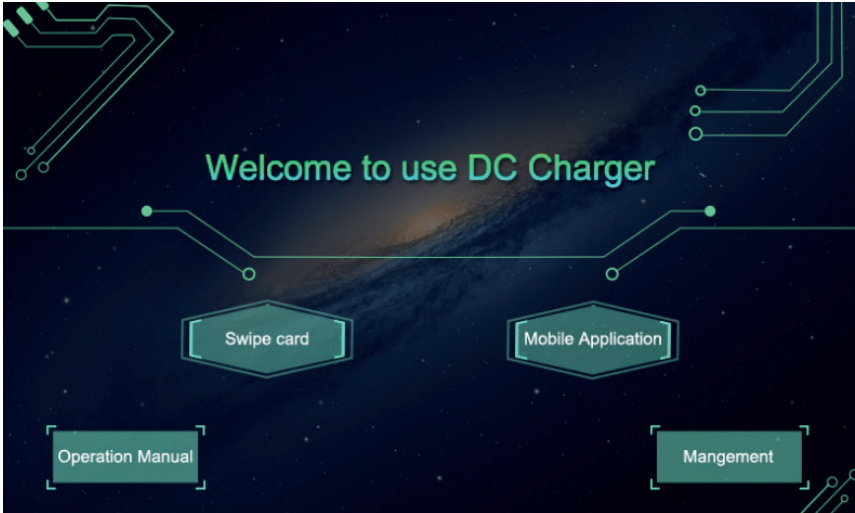 Welcome to use DC Charger
Swipe card
Mobile Application
Operation Manual
Mangement